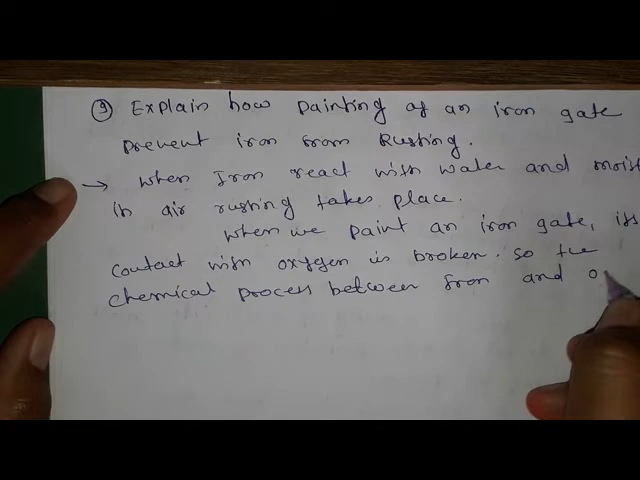 ③ Explain how Painting of an iron gate
prevent iron from Rusting.
→ When Iron react with water and moist
in air rusting takes place.
when we paint an iron gate, its
contact with oxygen is broken. so the
chemical process between Iron and o